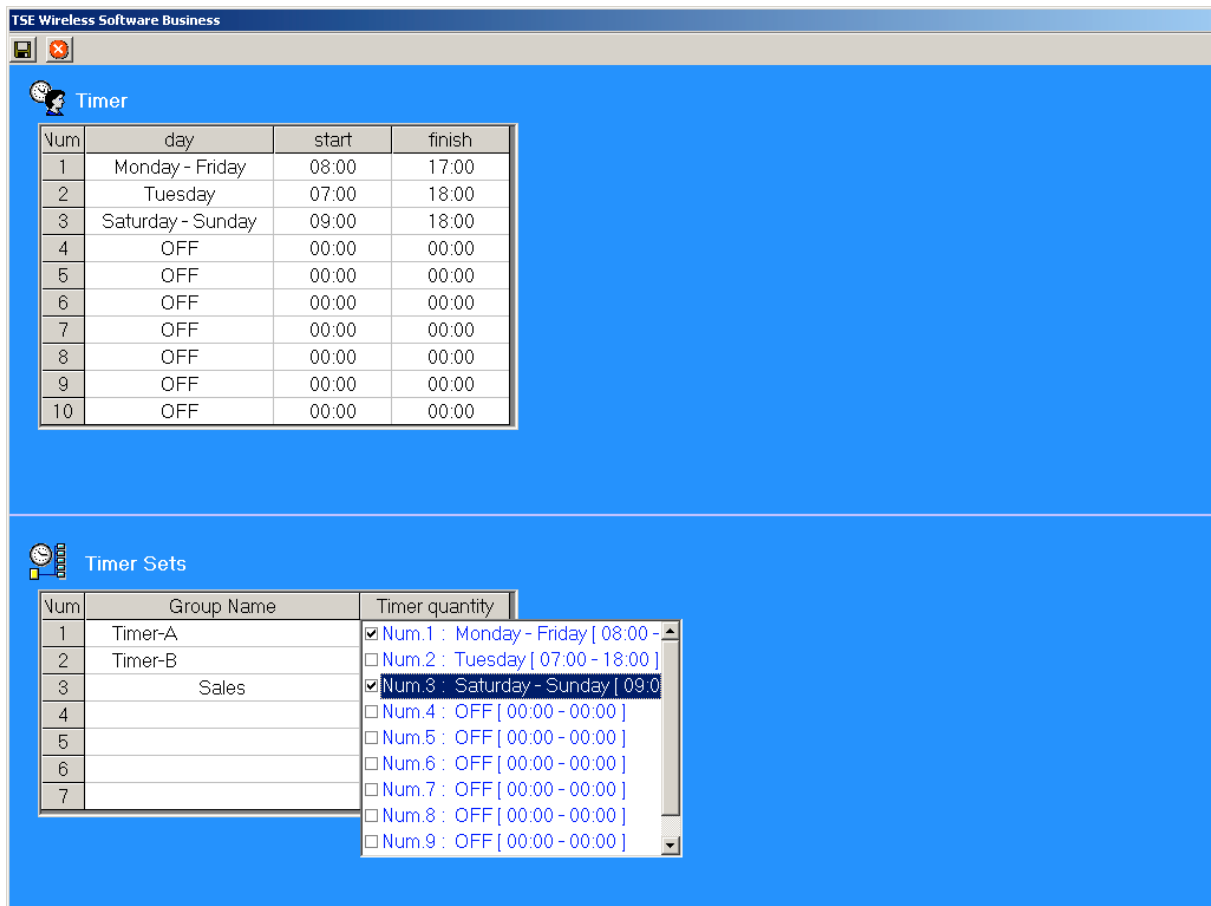 TSE Wireless Software Business
Timer
Num day start finish
1 Monday - Friday 08:00 17:00
2 Tuesday 07:00 18:00
3 Saturday - Sunday 09:00 18:00
4 OFF 00:00 00:00
5 OFF 00:00 00:00
6 OFF 00:00 00:00
7 OFF 00:00 00:00
8 OFF 00:00 00:00
9 OFF 00:00 00:00
10 OFF 00:00 00:00
Timer Sets
Num Group Name Timer quantity
1 Timer-A Num.1 : Monday - Friday [ 08:00 -
2 Timer-B Num.2 : Tuesday [ 07:00 - 18:00 ]
3 Sales Num.3 : Saturday - Sunday [ 09:0
4 Num.4 : OFF [ 00:00 - 00:00 ]
5 Num.5 : OFF [ 00:00 - 00:00 ]
6 Num.6 : OFF [ 00:00 - 00:00 ]
7 Num.7 : OFF [ 00:00 - 00:00 ]
Num.8 : OFF [ 00:00 - 00:00 ]
Num.9 : OFF [ 00:00 - 00:00 ]